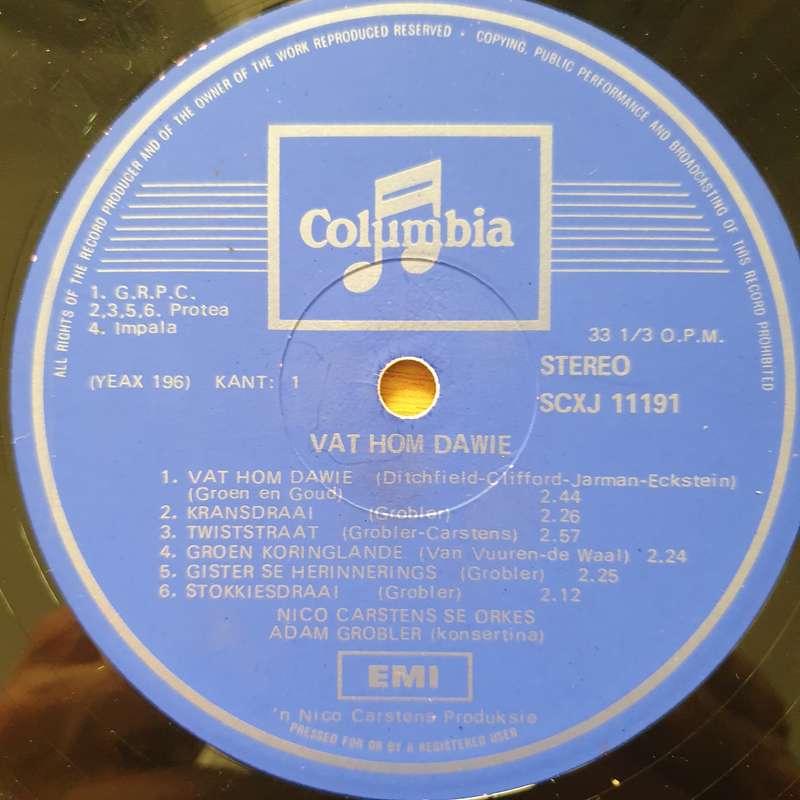 ALL RIGHTS OF THE RECORD PRODUCER AND OF THE OWNER OF THE WORK REPRODUCED RESERVED • COPYING, PUBLIC PERFORMANCE AND BROADCASTING OF THIS RECORD PROHIBITED
Columbia
1. G.R.P.C.
2,3,5,6. Protea
4. Impala
33 1/3 O.P.M.
STEREO
(YEAX 196) KANT: 1
SCXJ 11191
VAT HOM DAWIE
1. VAT HOM DAWIE (Ditchfield-Clifford-Jarman-Eckstein)
(Groen en Goud) 2.44
2. KRANSDRAAI (Grobler) 2.26
3. TWISTSTRAAT (Grobler-Carstens) 2.57
4. GROEN KORINGLANDE (Van Vuuren-de Waal) 2.24
5. GISTER SE HERINNERINGS (Grobler) 2.25
6. STOKKIESDRAAI (Grobler) 2.12
NICO CARSTENS SE ORKES
ADAM GROBLER (konsertina)
EMI
'n Nico Carstens Produksie
PRESSED FOR OR BY A REGISTERED USER